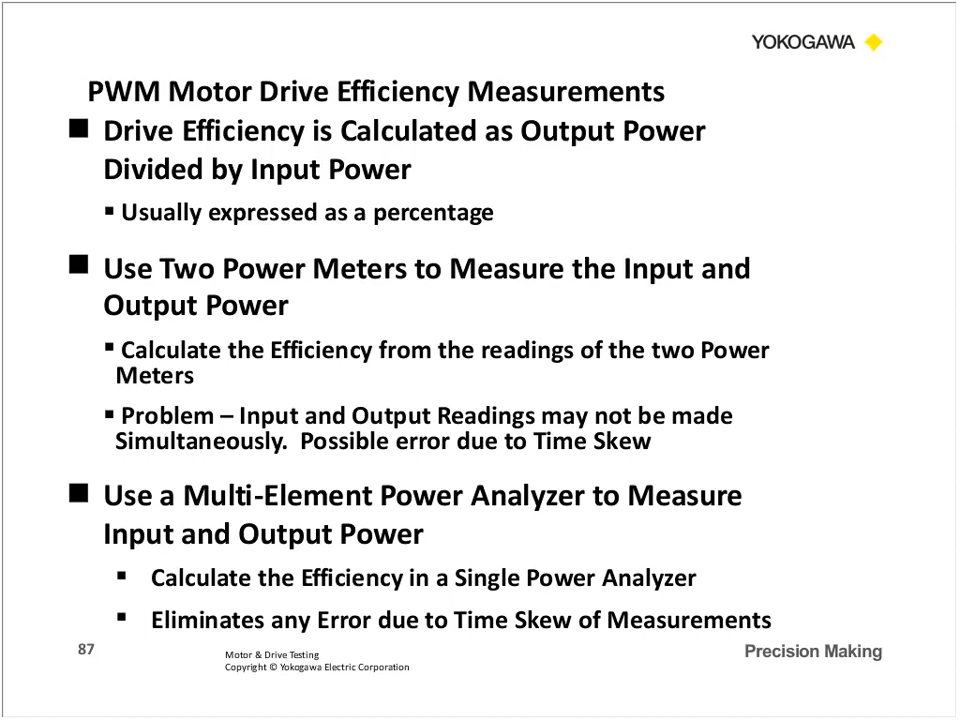 YOKOGAWA
PWM Motor Drive Efficiency Measurements
■ Drive Efficiency is Calculated as Output Power
Divided by Input Power
▪ Usually expressed as a percentage
■ Use Two Power Meters to Measure the Input and
Output Power
▪ Calculate the Efficiency from the readings of the two Power
Meters
▪ Problem – Input and Output Readings may not be made
Simultaneously.  Possible error due to Time Skew
■ Use a Multi-Element Power Analyzer to Measure
Input and Output Power
▪ Calculate the Efficiency in a Single Power Analyzer
▪ Eliminates any Error due to Time Skew of Measurements
87
Motor & Drive Testing
Copyright © Yokogawa Electric Corporation
Precision Making